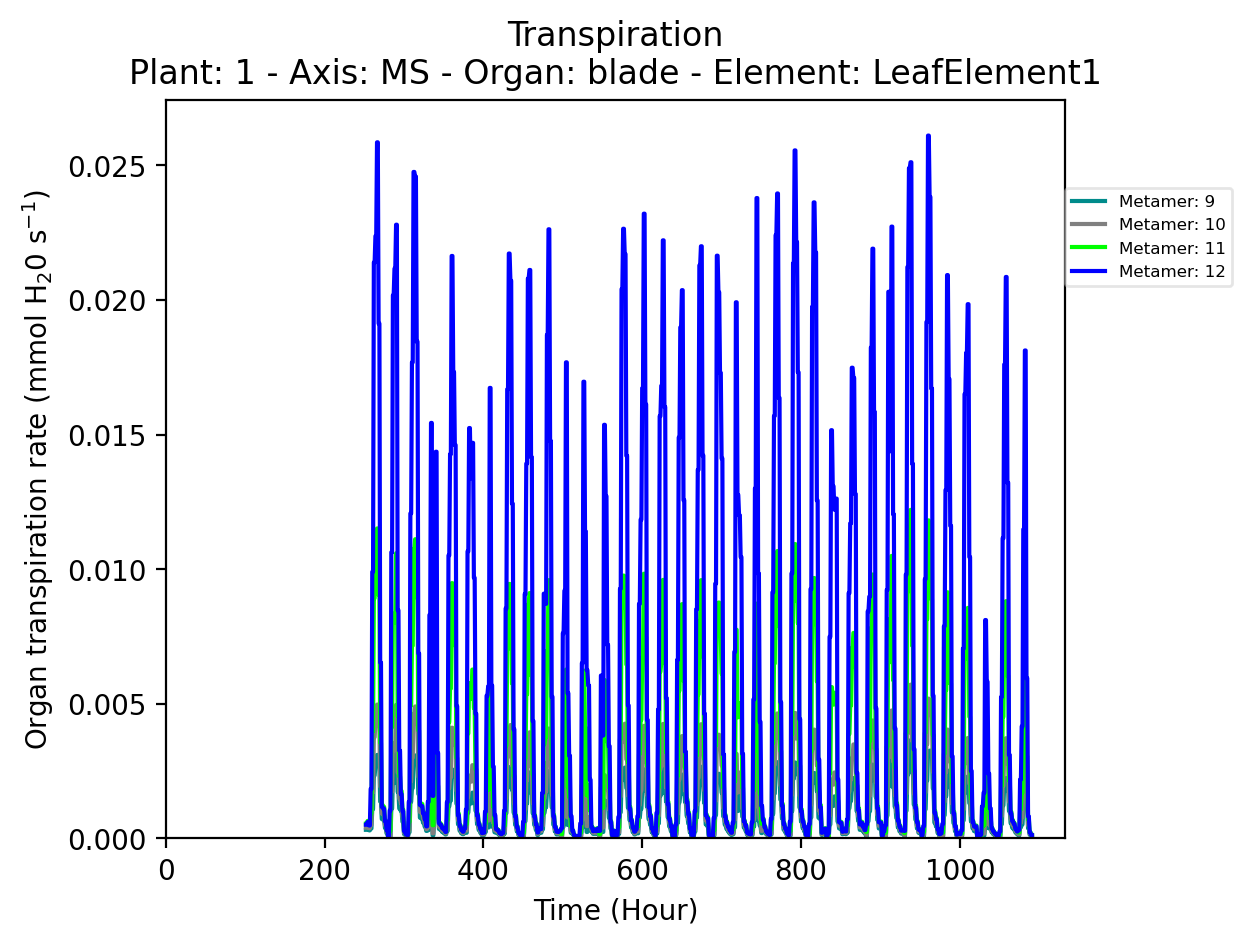 Transpiration
Plant: 1 - Axis: MS - Organ: blade - Element: LeafElement1
Organ transpiration rate (mmol H₂0 s⁻¹)
0.025
0.020
0.015
0.010
0.005
0.000
Metamer: 9
Metamer: 10
Metamer: 11
Metamer: 12
0 200 400 600 800 1000
Time (Hour)